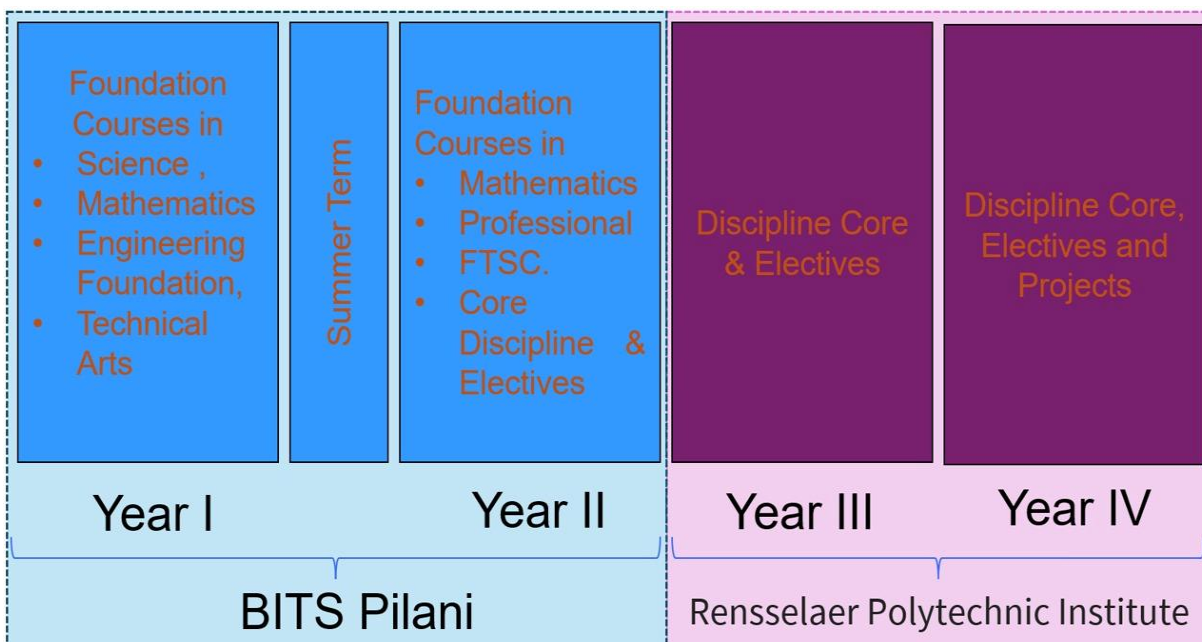 Foundation
Courses in
• Science ,
• Mathematics
• Engineering
Foundation,
• Technical
Arts
Summer Term
Foundation
Courses in
• Mathematics
• Professional
• FTSC.
• Core
Discipline &
Electives
Discipline Core
& Electives
Discipline Core,
Electives and
Projects
Year I
Year II
Year III
Year IV
BITS Pilani
Rensselaer Polytechnic Institute